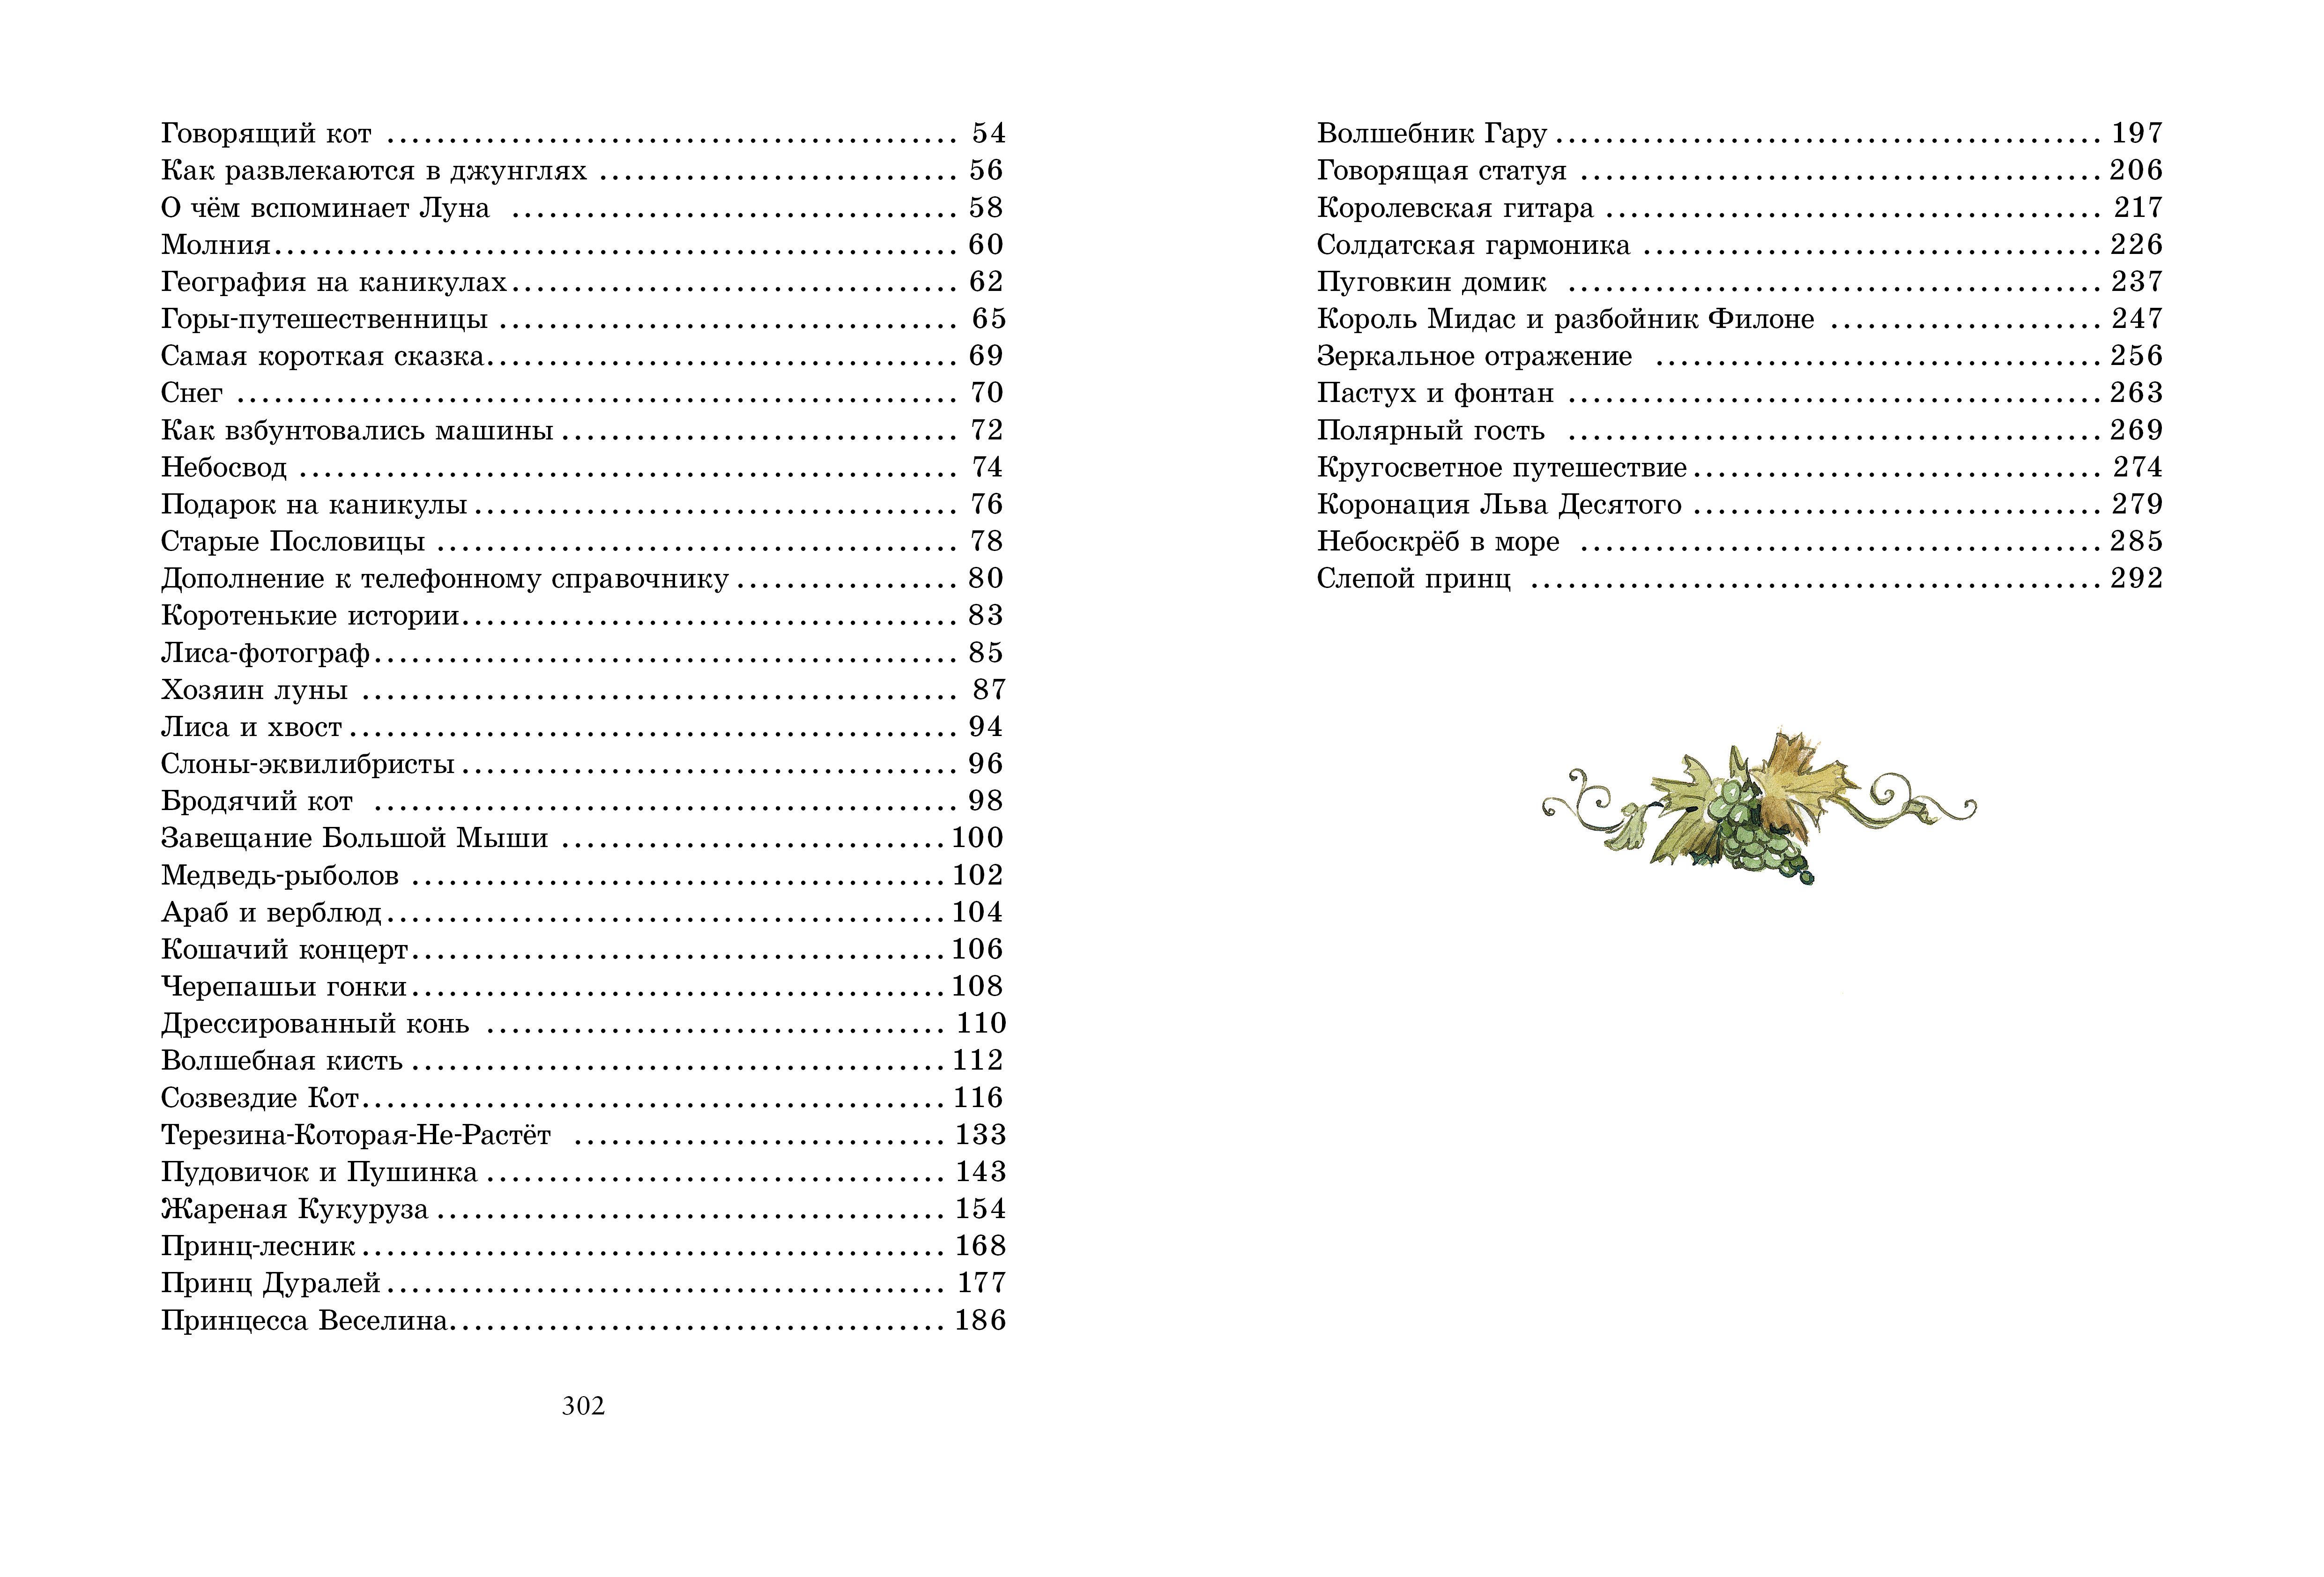 Говорящий кот ................................................ 54
Как развлекаются в джунглях ............................. 56
О чём вспоминает Луна .................................... 58
Молния....................................................... 60
География на каникулах.................................... 62
Горы-путешественницы ..................................... 65
Самая короткая сказка...................................... 69
Снег .......................................................... 70
Как взбунтовались машины ................................ 72
Небосвод ..................................................... 74
Подарок на каникулы ....................................... 76
Старые Пословицы .......................................... 78
Дополнение к телефонному справочнику .................. 80
Коротенькие истории........................................ 83
Лиса-фотограф............................................... 85
Хозяин луны ................................................ 87
Лиса и хвост ................................................. 94
Слоны-эквилибристы ........................................ 96
Бродячий кот ............................................... 98
Завещание Большой Мыши ............................... 100
Медведь-рыболов ........................................... 102
Араб и верблюд ............................................. 104
Кошачий концерт........................................... 106
Черепашьи гонки ........................................... 108
Дрессированный конь ..................................... 110
Волшебная кисть ........................................... 112
Созвездие Кот............................................... 116
Терезина-Которая-Не-Растёт .............................. 133
Пудовичок и Пушинка ..................................... 143
Жареная Кукуруза ......................................... 154
Принц-лесник ............................................... 168
Принц Дуралей ............................................. 177
Принцесса Веселина........................................ 186
302
Волшебник Гару ............................................ 197
Говорящая статуя .......................................... 206
Королевская гитара ........................................ 217
Солдатская гармоника ..................................... 226
Пуговкин домик ........................................... 237
Король Мидас и разбойник Филоне ...................... 247
Зеркальное отражение .................................... 256
Пастух и фонтан ........................................... 263
Полярный гость ........................................... 269
Кругосветное путешествие ................................. 274
Коронация Льва Десятого ................................. 279
Небоскрёб в море .......................................... 285
Слепой принц .............................................. 292